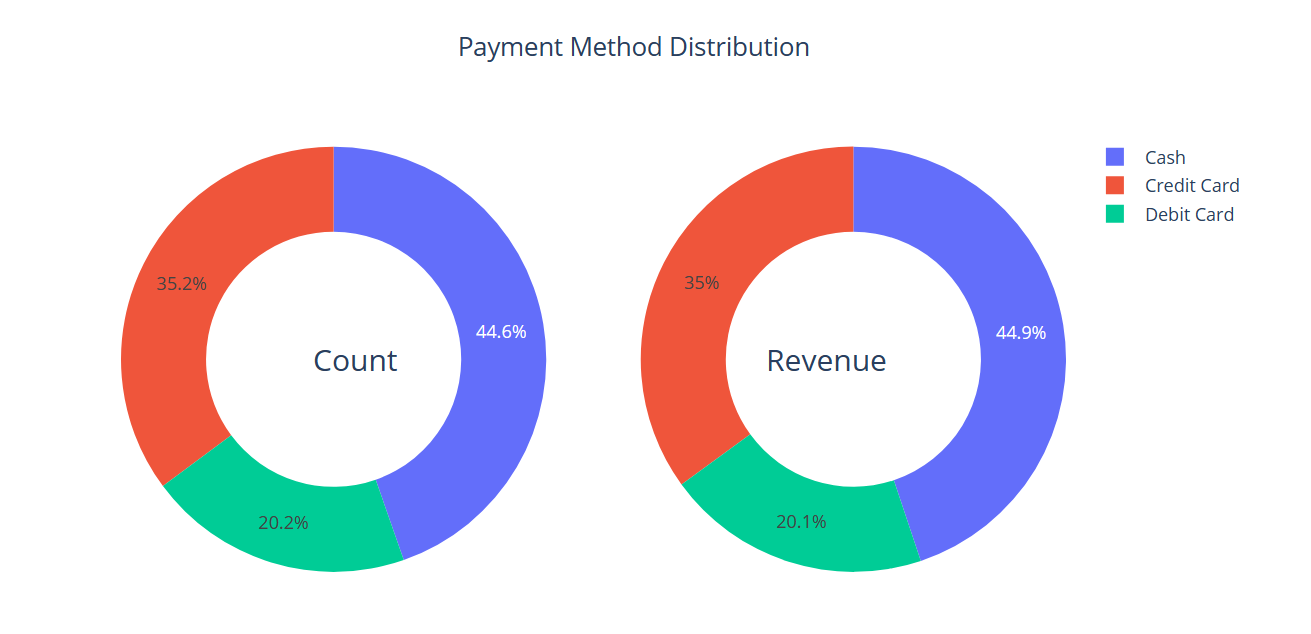 Payment Method Distribution
35.2%
44.6%
20.2%
Count
35%
44.9%
20.1%
Revenue
Cash
Credit Card
Debit Card